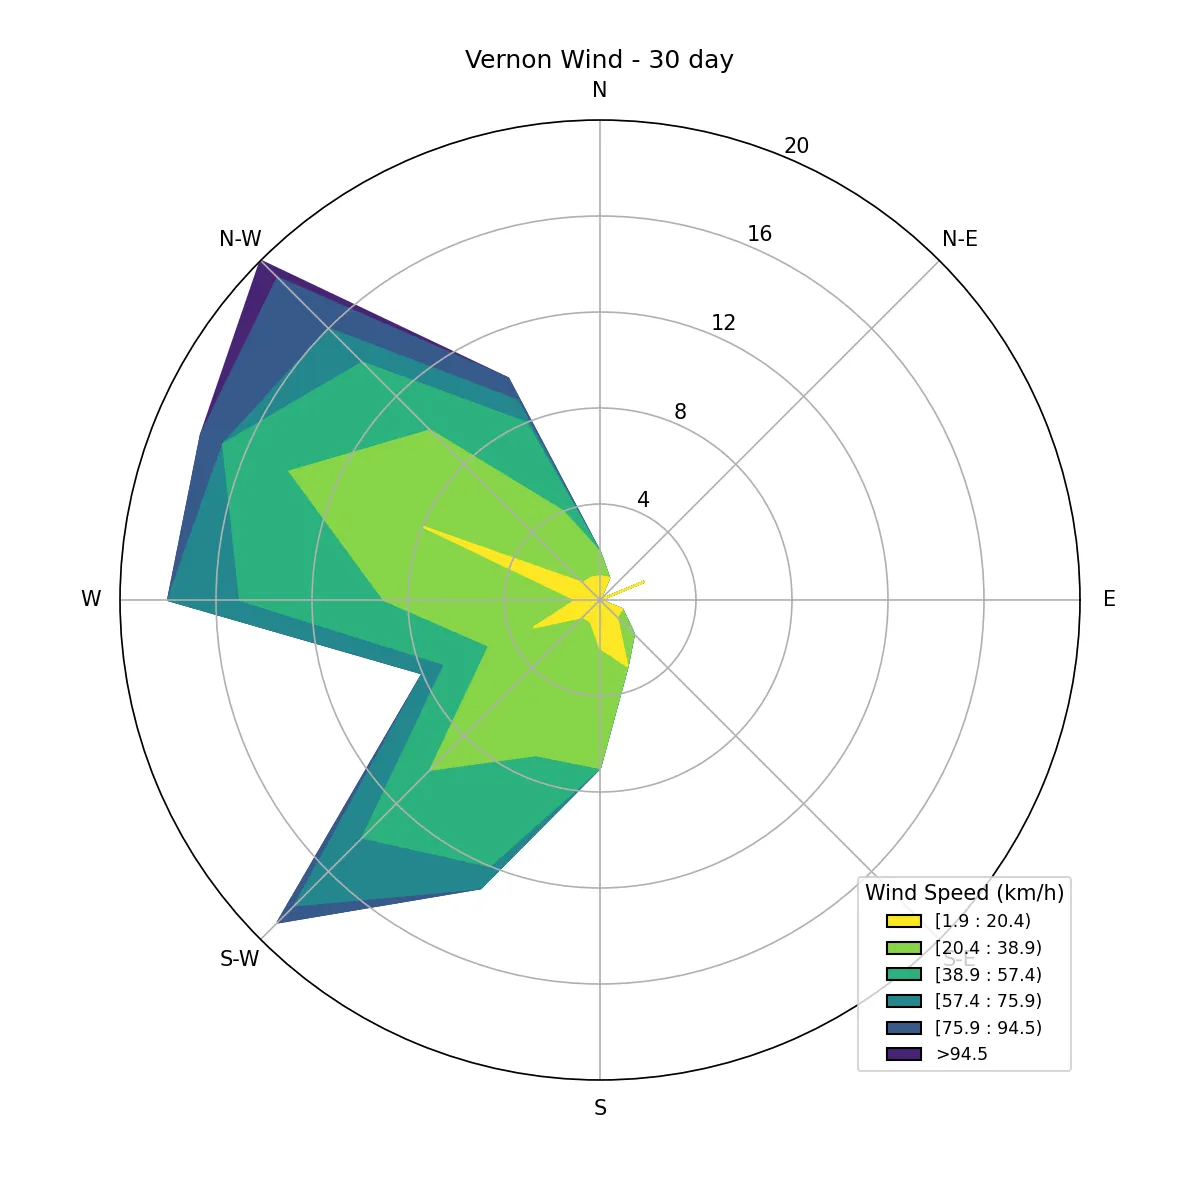 Vernon Wind - 30 day
N
20
N-W
N-E
16
12
8
4
W
E
Wind Speed (km/h)
[1.9 : 20.4)
[20.4 : 38.9)
S-W
S-E
[38.9 : 57.4)
[57.4 : 75.9)
[75.9 : 94.5)
>94.5
S